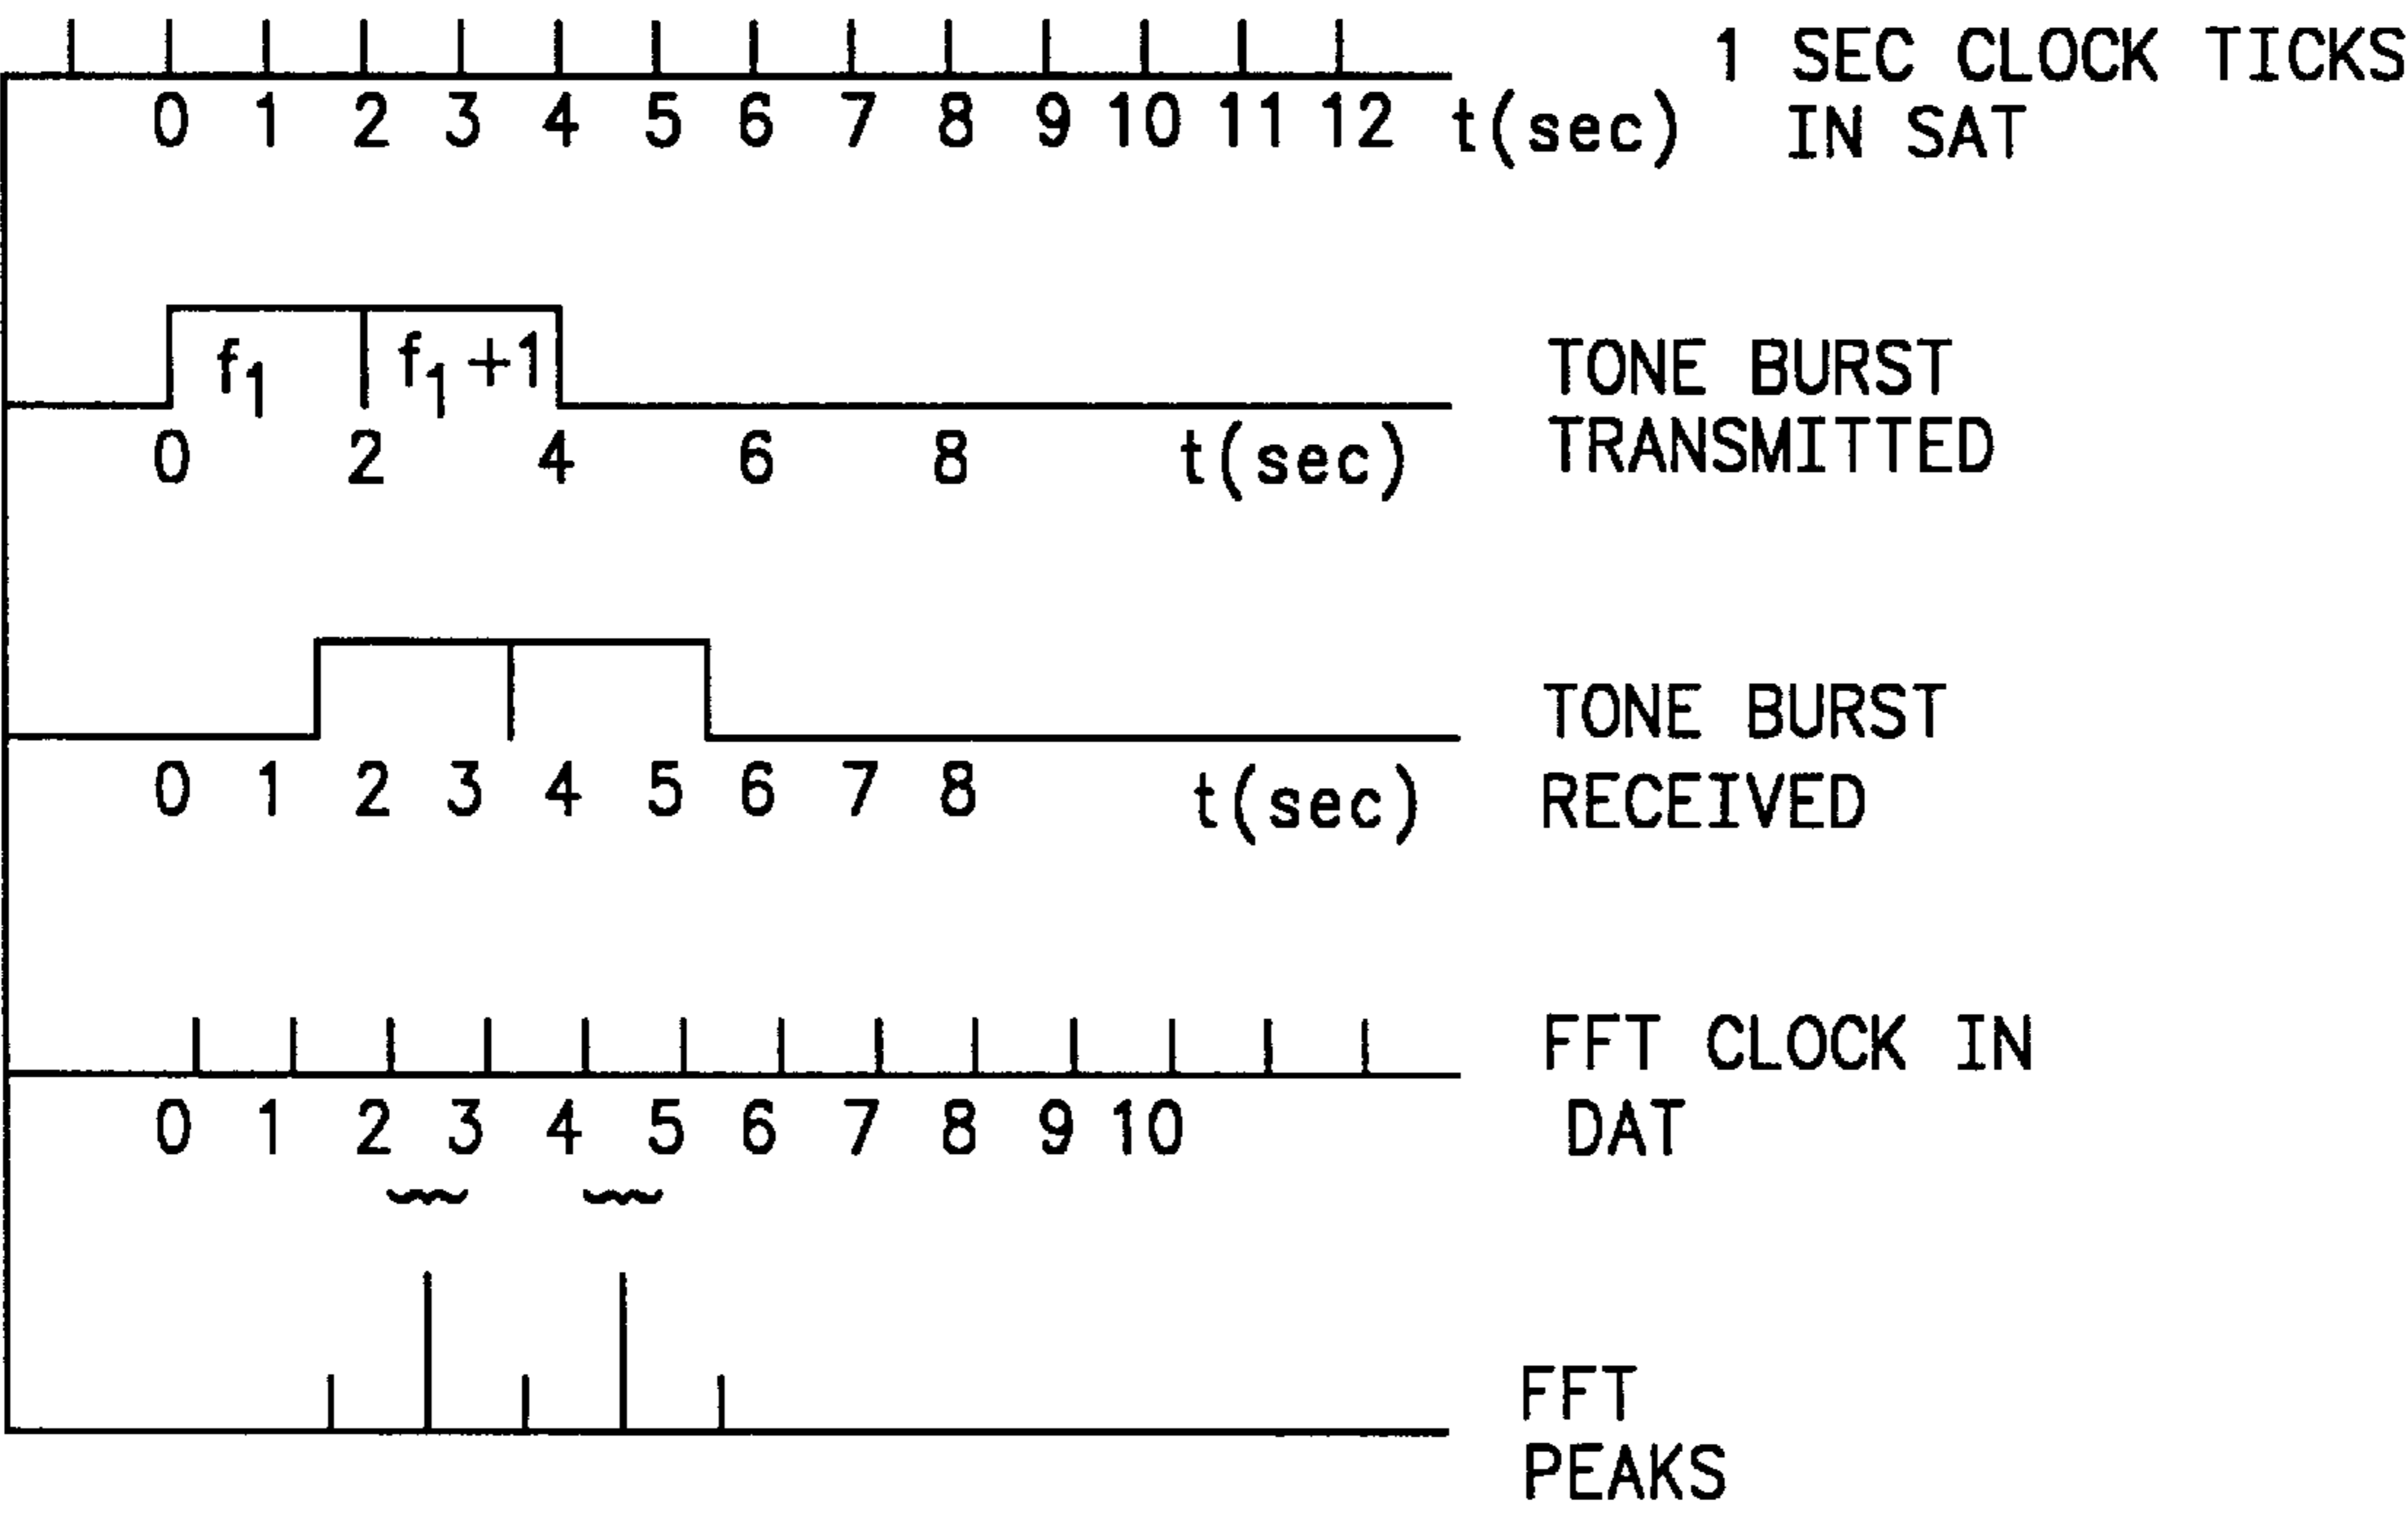 1 SEC CLOCK TICKS
0 1 2 3 4 5 6 7 8 9 10 11 12 t(sec) IN SAT
f1 f1+1
TONE BURST
0 2 4 6 8 t(sec) TRANSMITTED
TONE BURST
0 1 2 3 4 5 6 7 8 t(sec) RECEIVED
FFT CLOCK IN
0 1 2 3 4 5 6 7 8 9 10 DAT
FFT
PEAKS